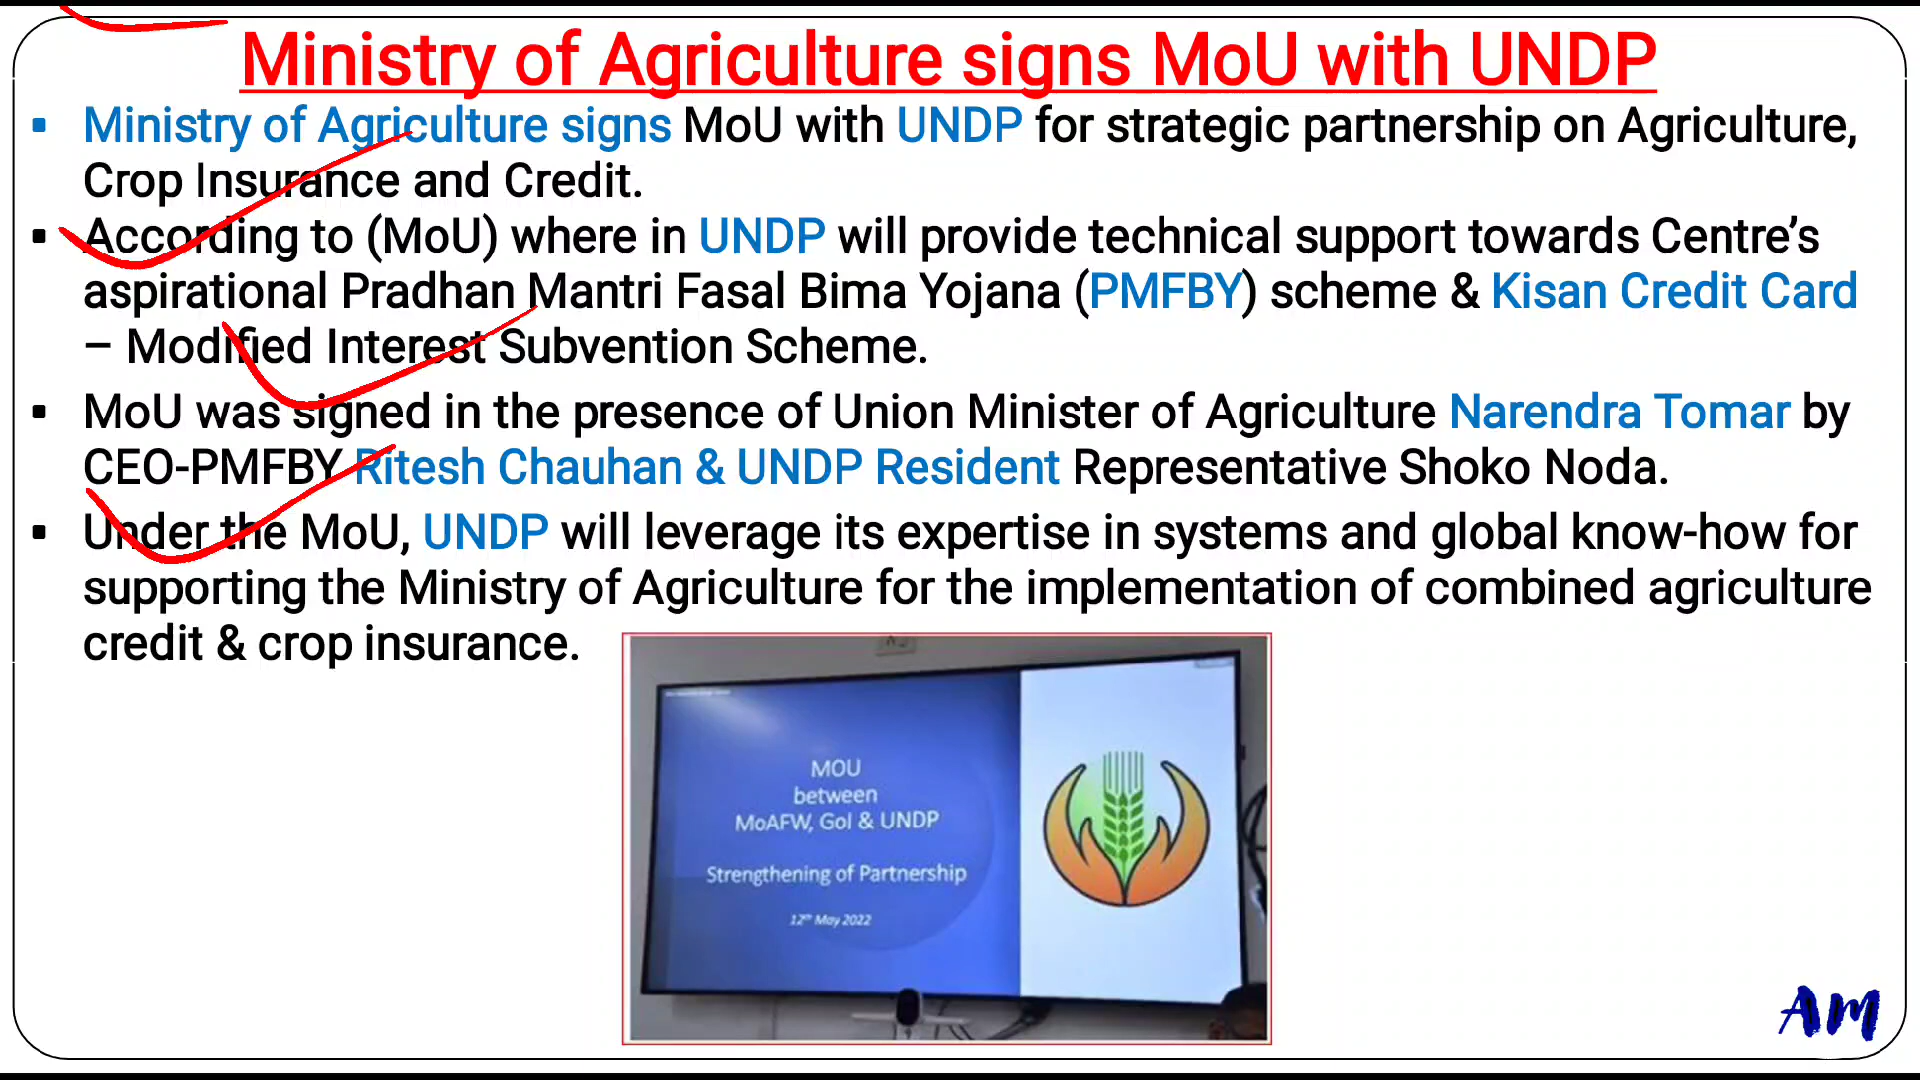 Ministry of Agriculture signs MoU with UNDP
▪ Ministry of Agriculture signs MoU with UNDP for strategic partnership on Agriculture,
Crop Insurance and Credit.
▪ According to (MoU) where in UNDP will provide technical support towards Centre’s
aspirational Pradhan Mantri Fasal Bima Yojana (PMFBY) scheme & Kisan Credit Card
– Modified Interest Subvention Scheme.
▪ MoU was signed in the presence of Union Minister of Agriculture Narendra Tomar by
CEO-PMFBY Ritesh Chauhan & UNDP Resident Representative Shoko Noda.
▪ Under the MoU, UNDP will leverage its expertise in systems and global know-how for
supporting the Ministry of Agriculture for the implementation of combined agriculture
credit & crop insurance.
MOU
between
MoAFW, GoI & UNDP
Strengthening of Partnership
12th May 2022
AM